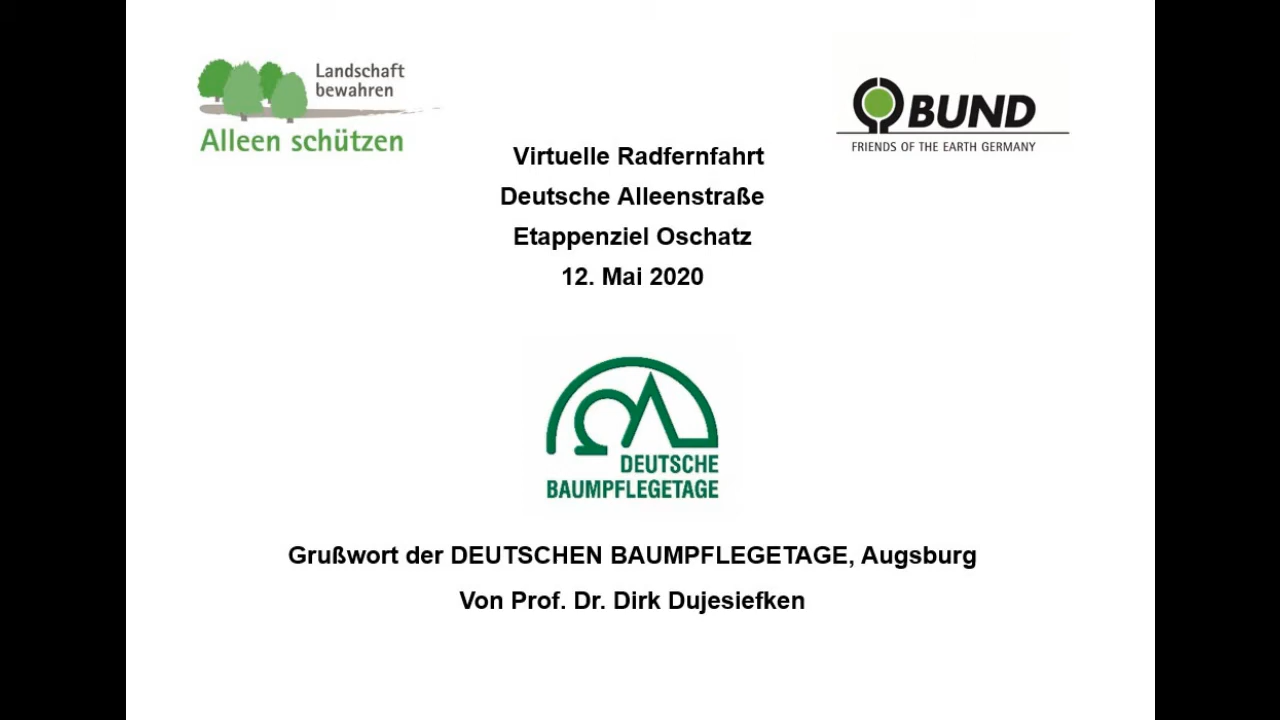 Landschaft
bewahren
Alleen schützen
BUND
FRIENDS OF THE EARTH GERMANY
Virtuelle Radfernfahrt
Deutsche Alleenstraße
Etappenziel Oschatz
12. Mai 2020
DEUTSCHE
BAUMPFLEGETAGE
Grußwort der DEUTSCHEN BAUMPFLEGETAGE, Augsburg
Von Prof. Dr. Dirk Dujesiefken